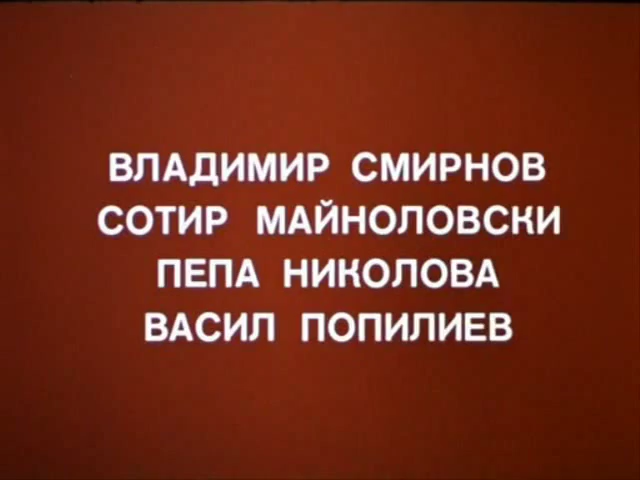 ВЛАДИМИР СМИРНОВ
СОТИР МАЙНОЛОВСКИ
ПЕПА НИКОЛОВА
ВАСИЛ ПОПИЛИЕВ